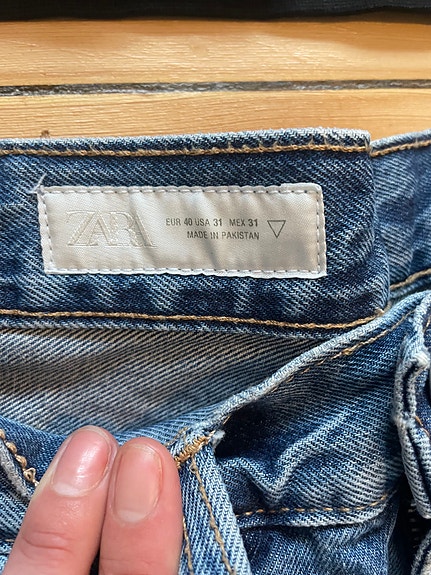 ZARA
EUR 40 USA 31 MEX 31
MADE IN PAKISTAN